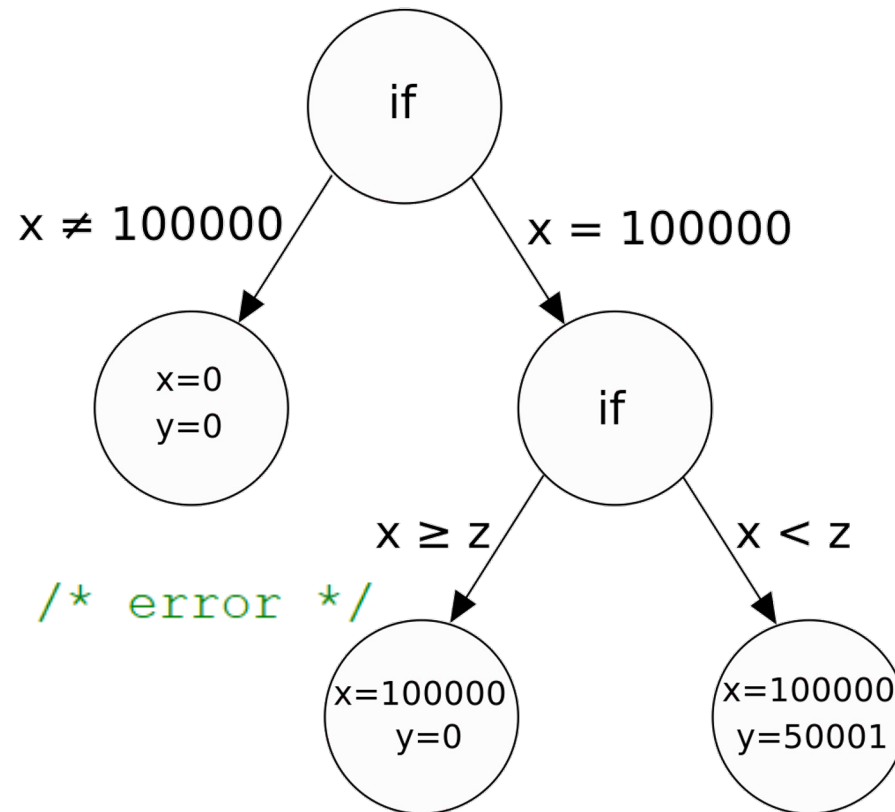 if
x ≠ 100000
x = 100000
x=0
y=0
if
x ≥ z
x < z
/* error */
x=100000
y=0
x=100000
y=50001